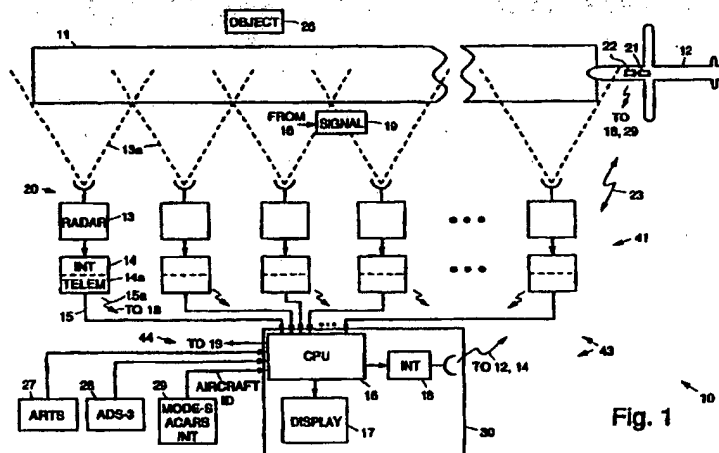 OBJECT 26
11
22 21 12
TO
18, 29
FROM
16
SIGNAL 19
13a
20
23
RADAR 13
INT 14
TELEM 14a
41
15a
15
TO 18
44
TO 19
CPU
16
INT
18
TO 12, 14
43
10
AIRCRAFT
ID
27
ARTS
28
ADS-3
29
MODE-S
ACARS
INT
DISPLAY
17
30
Fig. 1